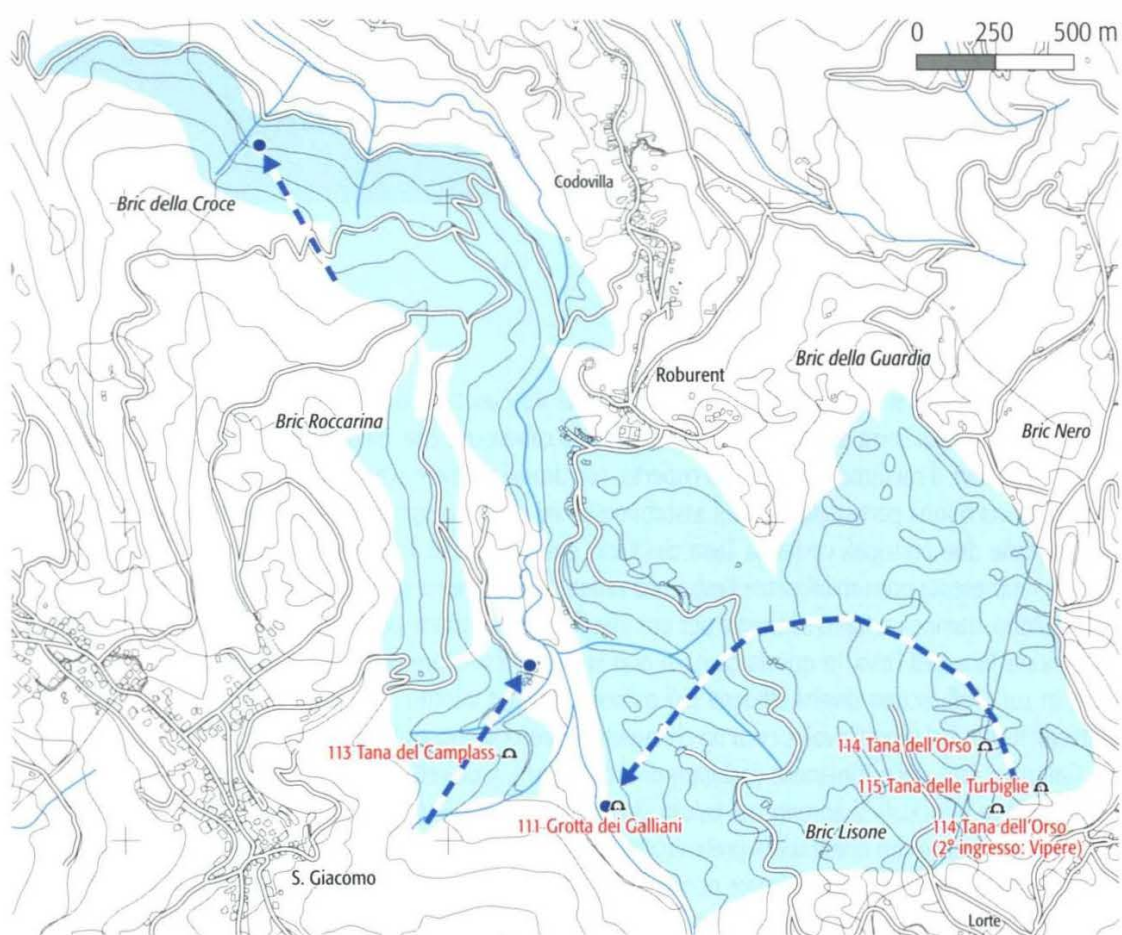 0 250 500 m
Codovilla
Bric della Croce
Roburent
Bric della Guardia
Bric Roccarina
Bric Nero
113 Tana del Camplass
114 Tana dell'Orso
115 Tana delle Turbiglie
111 Grotta dei Galliani
Bric Lisone
114 Tana dell'Orso
(2° ingresso: Vipere)
S. Giacomo
Lorte